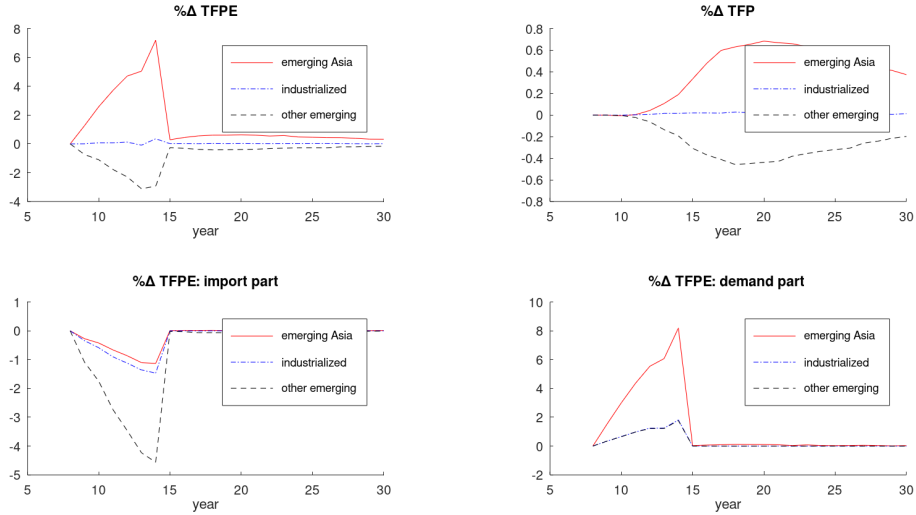 %Δ TFPE
8
6
4
2
0
-2
-4
5
10
15
20
25
30
year
emerging Asia
industrialized
other emerging
%Δ TFP
0.8
0.6
0.4
0.2
0
-0.2
-0.4
-0.6
-0.8
5
10
15
20
25
30
year
emerging Asia
industrialized
other emerging
%Δ TFPE: import part
1
0
-1
-2
-3
-4
-5
5
10
15
20
25
30
year
emerging Asia
industrialized
other emerging
%Δ TFPE: demand part
10
8
6
4
2
0
-2
5
10
15
20
25
30
year
emerging Asia
industrialized
other emerging